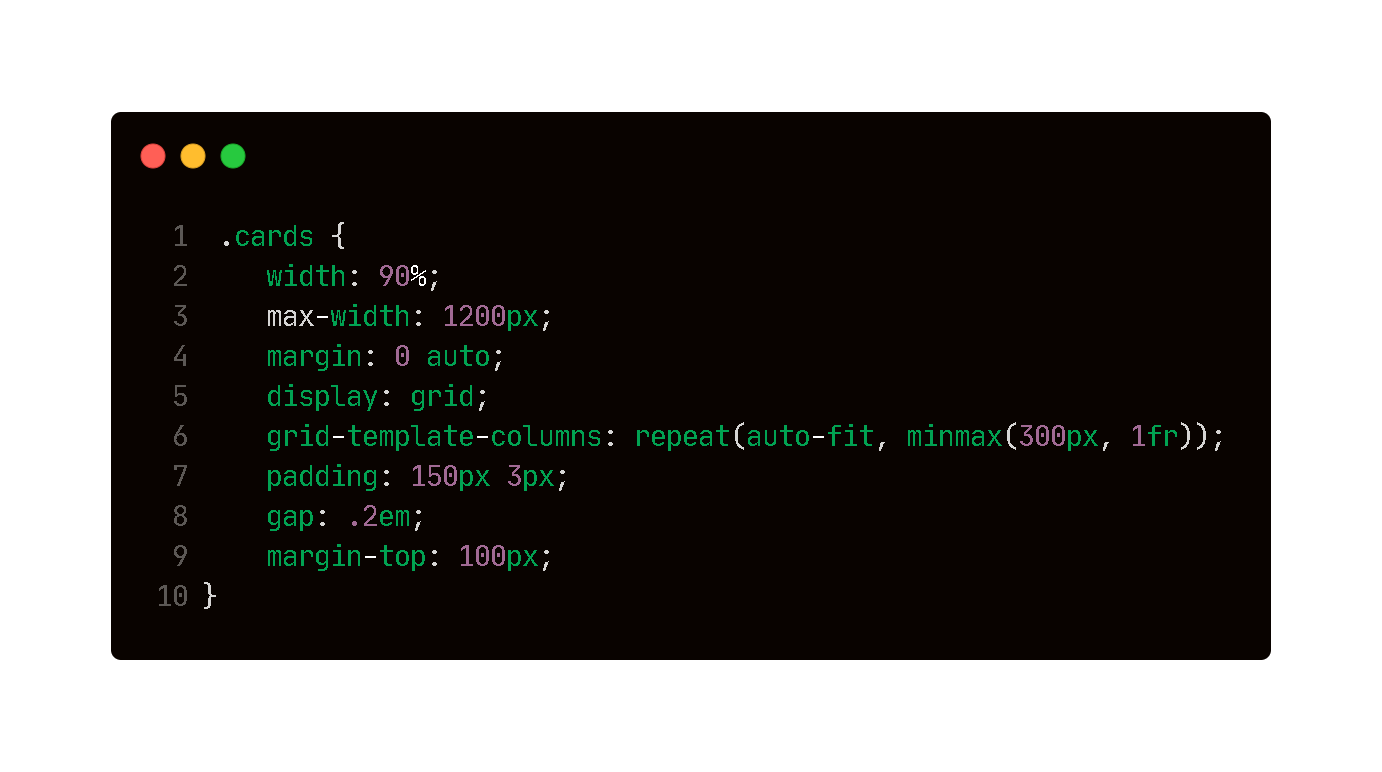 1 .cards {
2 width: 90%;
3 max-width: 1200px;
4 margin: 0 auto;
5 display: grid;
6 grid-template-columns: repeat(auto-fit, minmax(300px, 1fr));
7 padding: 150px 3px;
8 gap: .2em;
9 margin-top: 100px;
10 }